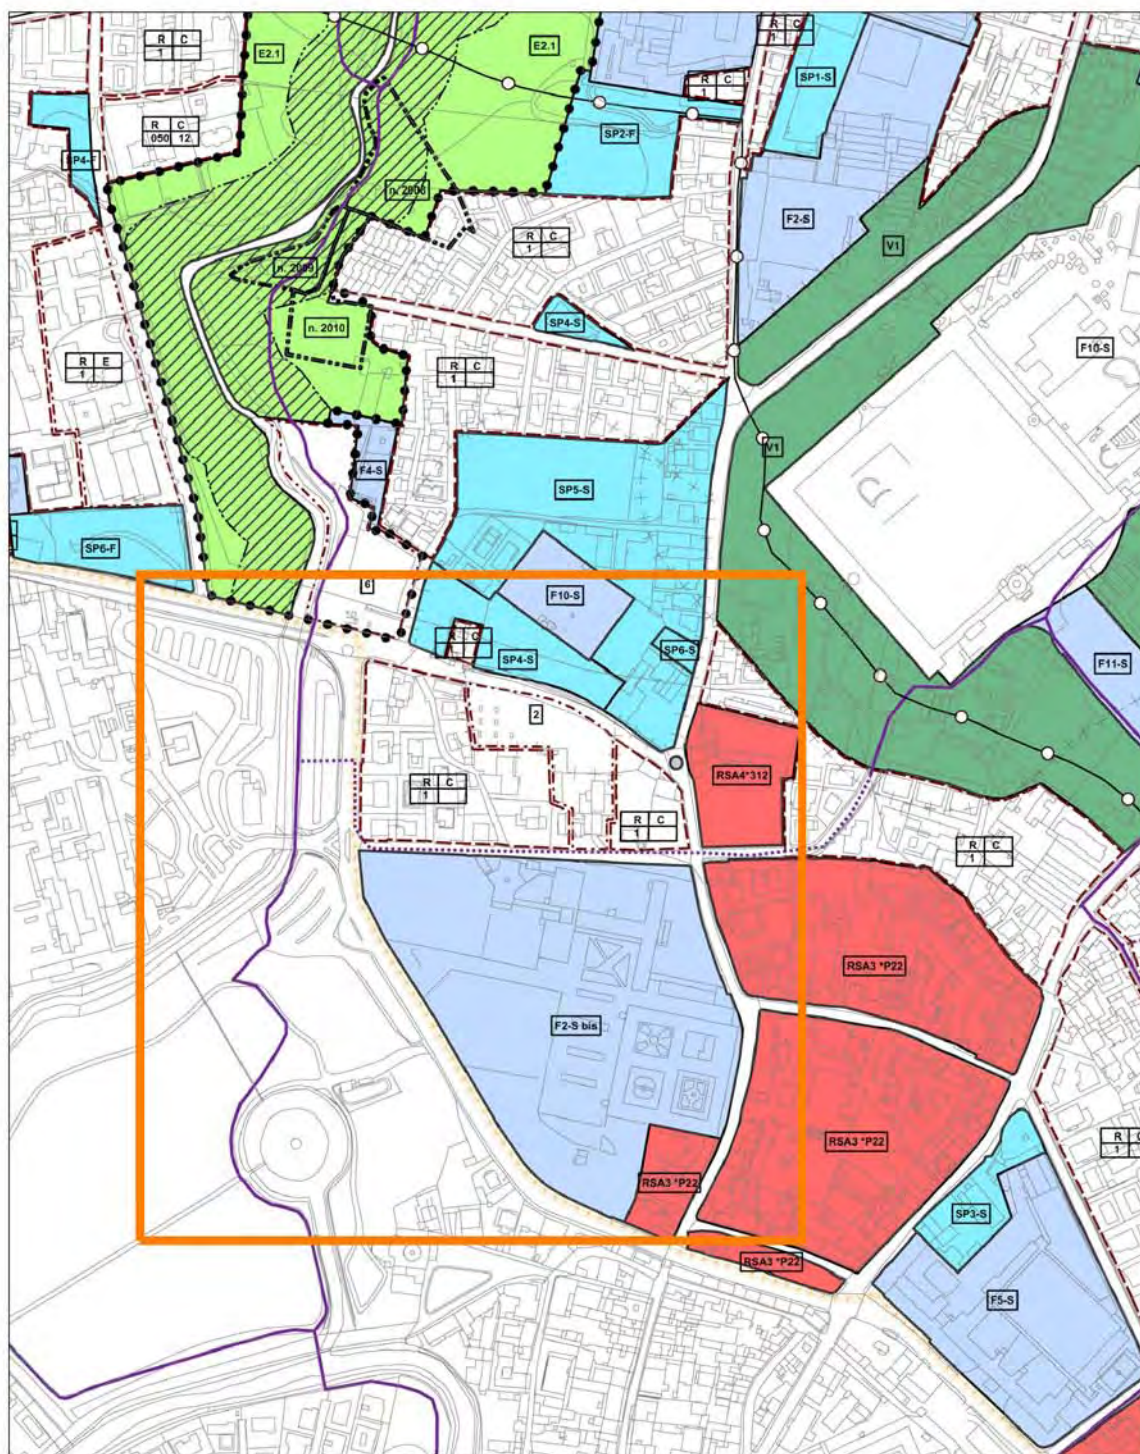 R C
1
E2.1
E2.1
R C
1
SP1-S
R C
1
R C
050 12
SP2-F
SP4-F
n. 2008
F2-S
R C
1
V1
n. 2009
n. 2010
SP4-S
F10-S
R E
1
R C
1
V1
F4-S
SP5-S
SP6-F
6
F10-S
R C
1
SP4-S
SP6-S
F11-S
2
RSA4*312
R C
1
R C
1
R C
1
RSA3 *P22
F2-S bis
RSA3 *P22
R C
1
RSA3 *P22
SP3-S
RSA3 *P22
F5-S